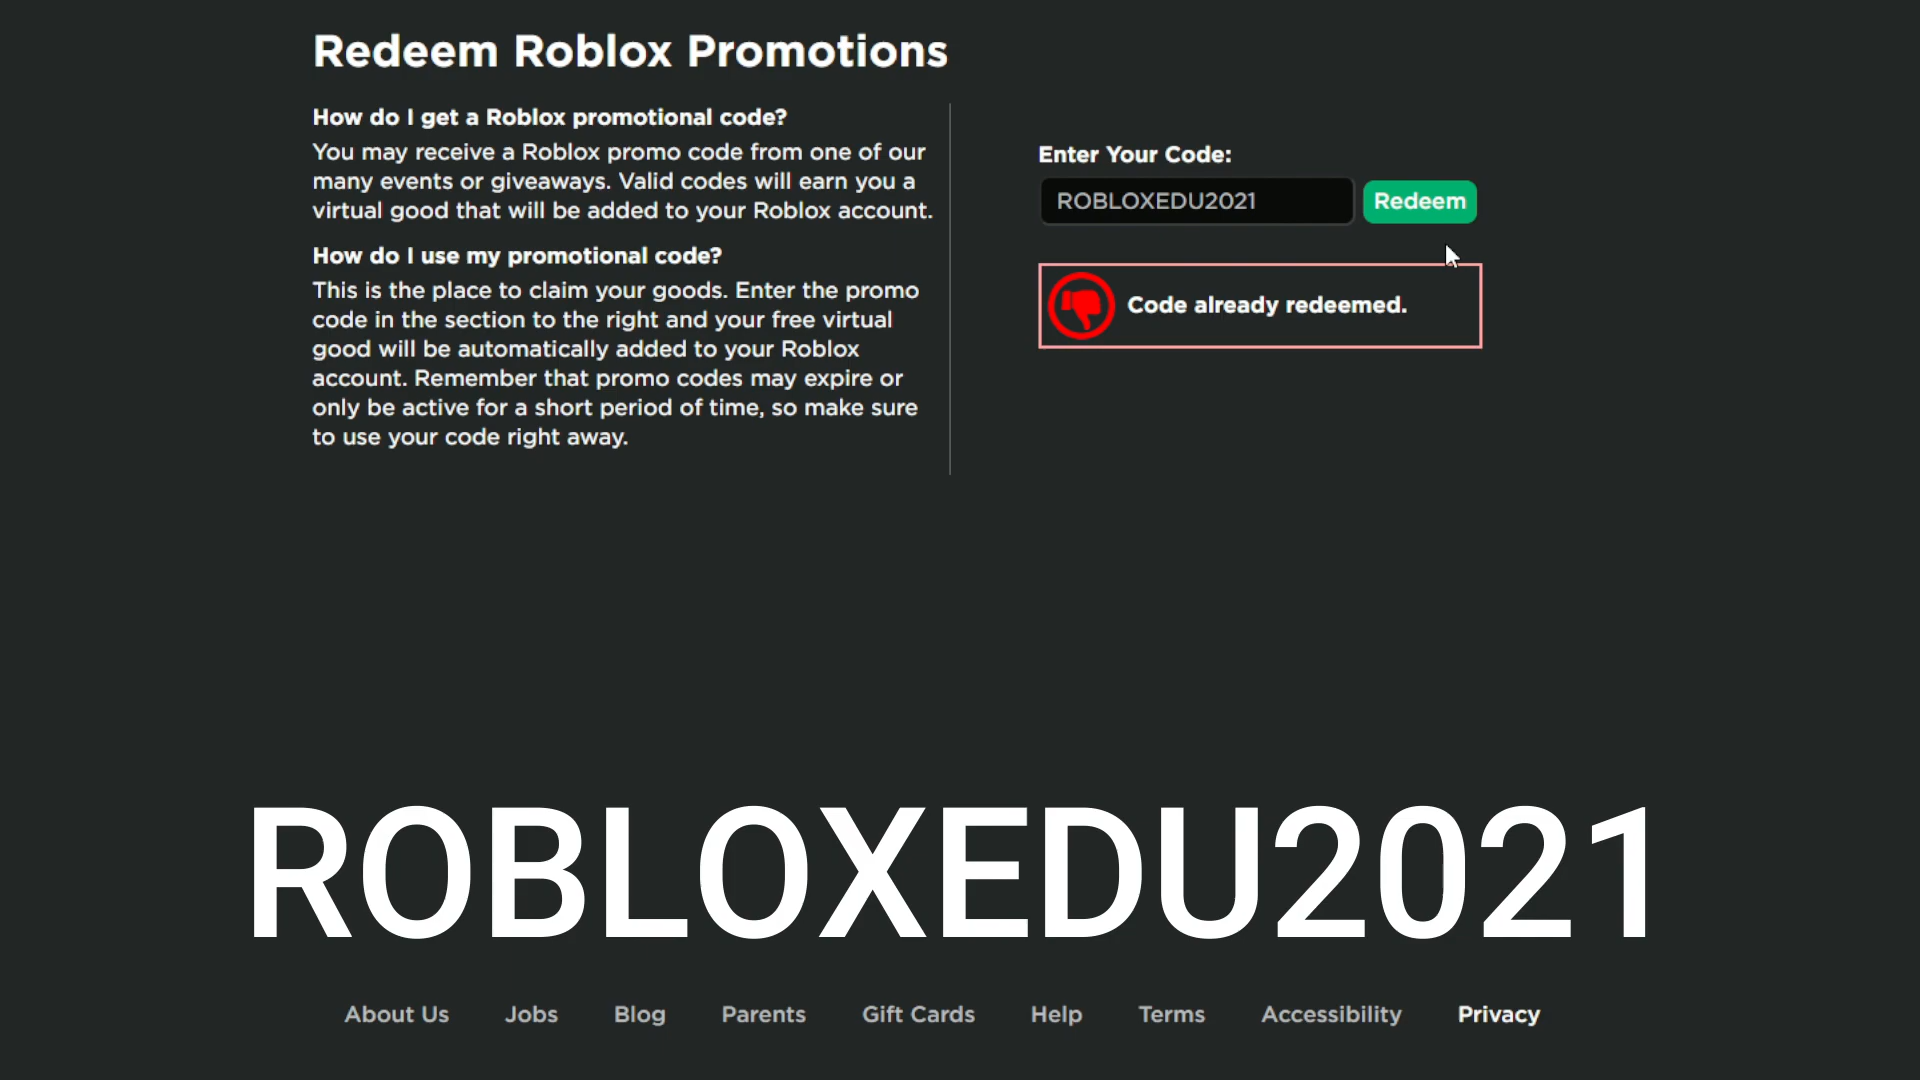 Redeem Roblox Promotions
How do I get a Roblox promotional code?
You may receive a Roblox promo code from one of our
many events or giveaways. Valid codes will earn you a
virtual good that will be added to your Roblox account.
How do I use my promotional code?
This is the place to claim your goods. Enter the promo
code in the section to the right and your free virtual
good will be automatically added to your Roblox
account. Remember that promo codes may expire or
only be active for a short period of time, so make sure
to use your code right away.
Enter Your Code:
ROBLOXEDU2021 Redeem
Code already redeemed.
ROBLOXEDU2021
About Us Jobs Blog Parents Gift Cards Help Terms Accessibility Privacy